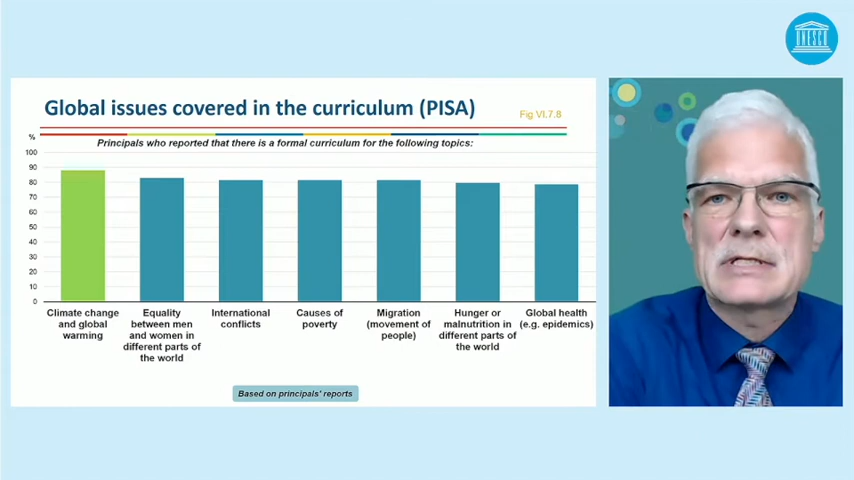 UNESCO
Global issues covered in the curriculum (PISA)
Fig VI.7.8
%
Principals who reported that there is a formal curriculum for the following topics:
100
90
80
70
60
50
40
30
20
10
0
Climate change
and global
warming
Equality
between men
and women in
different parts of
the world
International
conflicts
Causes of
poverty
Migration
(movement of
people)
Hunger or
malnutrition in
different parts of
the world
Global health
(e.g. epidemics)
Based on principals' reports